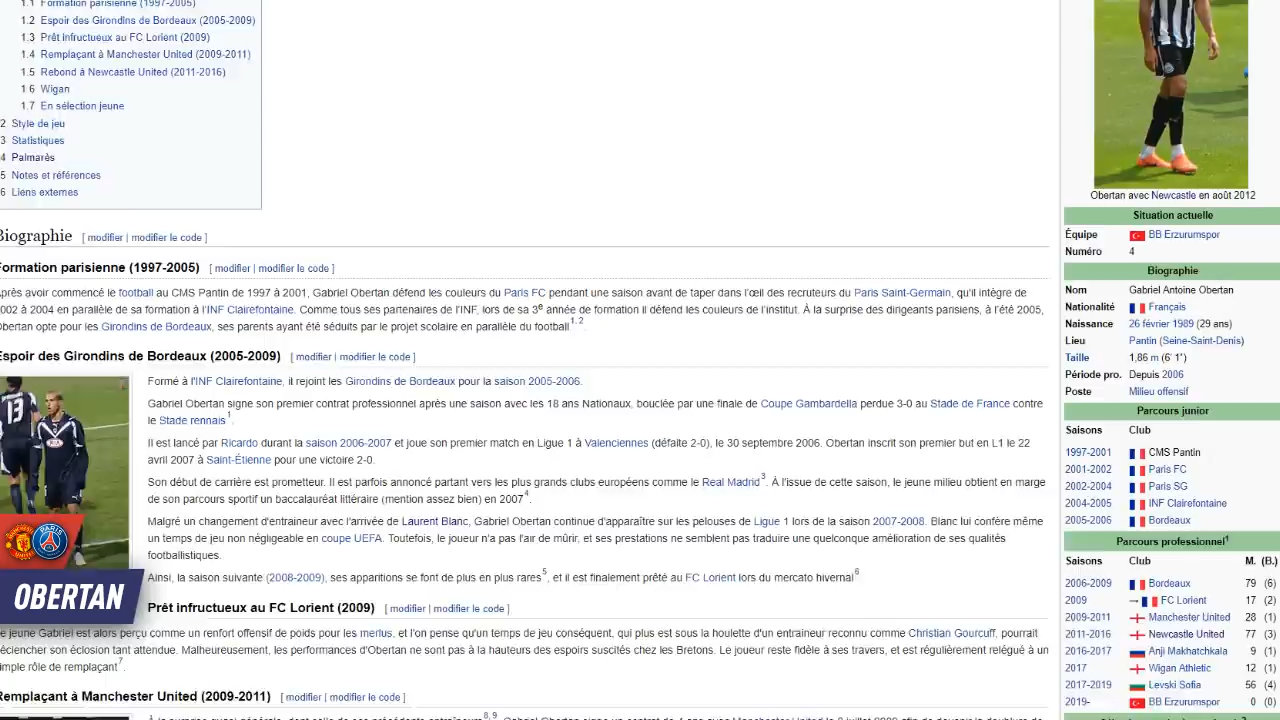 1.1 Formation parisienne (1997-2005)
1.2 Espoir des Girondins de Bordeaux (2005-2009)
1.3 Prêt infructueux au FC Lorient (2009)
1.4 Remplaçant à Manchester United (2009-2011)
1.5 Rebond à Newcastle United (2011-2016)
1 6 Wigan
1.7 En sélection jeune
2 Style de jeu
3 Statistiques
4 Palmarès
5 Notes et références
6 Liens externes
Biographie [ modifier | modifier le code ]
Formation parisienne (1997-2005) [ modifier | modifier le code ]
Après avoir commencé le football au CMS Pantin de 1997 à 2001, Gabriel Obertan défend les couleurs du Paris FC pendant une saison avant de taper dans l'œil des recruteurs du Paris Saint-Germain, qu'il intègre de
2002 à 2004 en parallèle de sa formation à l'INF Clairefontaine. Comme tous ses partenaires de l'INF, lors de sa 3e année de formation il défend les couleurs de l'institut. À la surprise des dirigeants parisiens, à l'été 2005,
Obertan opte pour les Girondins de Bordeaux, ses parents ayant été séduits par le projet scolaire en parallèle du football1, 2.
Espoir des Girondins de Bordeaux (2005-2009) [ modifier | modifier le code ]
Formé à l'INF Clairefontaine, il rejoint les Girondins de Bordeaux pour la saison 2005-2006.
Gabriel Obertan signe son premier contrat professionnel après une saison avec les 18 ans Nationaux, bouclée par une finale de Coupe Gambardella perdue 3-0 au Stade de France contre
le Stade rennais1.
Il est lancé par Ricardo durant la saison 2006-2007 et joue son premier match en Ligue 1 à Valenciennes (défaite 2-0), le 30 septembre 2006. Obertan inscrit son premier but en L1 le 22
avril 2007 à Saint-Étienne pour une victoire 2-0.
Son début de carrière est prometteur. Il est parfois annoncé partant vers les plus grands clubs européens comme le Real Madrid3. À l'issue de cette saison, le jeune milieu obtient en marge
de son parcours sportif un baccalauréat littéraire (mention assez bien) en 20074.
Malgré un changement d'entraineur avec l'arrivée de Laurent Blanc, Gabriel Obertan continue d'apparaître sur les pelouses de Ligue 1 lors de la saison 2007-2008. Blanc lui confère même
un temps de jeu non négligeable en coupe UEFA. Toutefois, le joueur n'a pas l'air de mûrir, et ses prestations ne semblent pas traduire une quelconque amélioration de ses qualités
footballistiques.
Ainsi, la saison suivante (2008-2009), ses apparitions se font de plus en plus rares5, et il est finalement prêté au FC Lorient lors du mercato hivernal6
Prêt infructueux au FC Lorient (2009) [ modifier | modifier le code ]
Le jeune Gabriel est alors perçu comme un renfort offensif de poids pour les merlus, et l'on pense qu'un temps de jeu conséquent, qui plus est sous la houlette d'un entraineur reconnu comme Christian Gourcuff, pourrait
déclencher son éclosion tant attendue. Malheureusement, les performances d'Obertan ne sont pas à la hauteurs des espoirs suscités chez les Bretons. Le joueur reste fidèle à ses travers, et est régulièrement relégué à un
simple rôle de remplaçant7.
Remplaçant à Manchester United (2009-2011) [ modifier | modifier le code ]
13
KIA
PARIS
OBERTAN
Obertan avec Newcastle en août 2012
Situation actuelle
Équipe BB Erzurumspor
Numéro 4
Biographie
Nom Gabriel Antoine Obertan
Nationalité Français
Naissance 26 février 1989 (29 ans)
Lieu Pantin (Seine-Saint-Denis)
Taille 1,86 m (6′ 1″)
Période pro. Depuis 2006
Poste Milieu offensif
Parcours junior
Saisons Club
1997-2001 CMS Pantin
2001-2002 Paris FC
2002-2004 Paris SG
2004-2005 INF Clairefontaine
2005-2006 Bordeaux
Parcours professionnel1
Saisons Club M. (B.)
2006-2009 Bordeaux 79 (6)
2009 → FC Lorient 17 (2)
2009-2011 Manchester United 28 (1)
2011-2016 Newcastle United 77 (3)
2016-2017 Anji Makhatchkala 9 (1)
2017 Wigan Athletic 12 (1)
2017-2019 Levski Sofia 56 (4)
2019- BB Erzurumspor 0 (0)